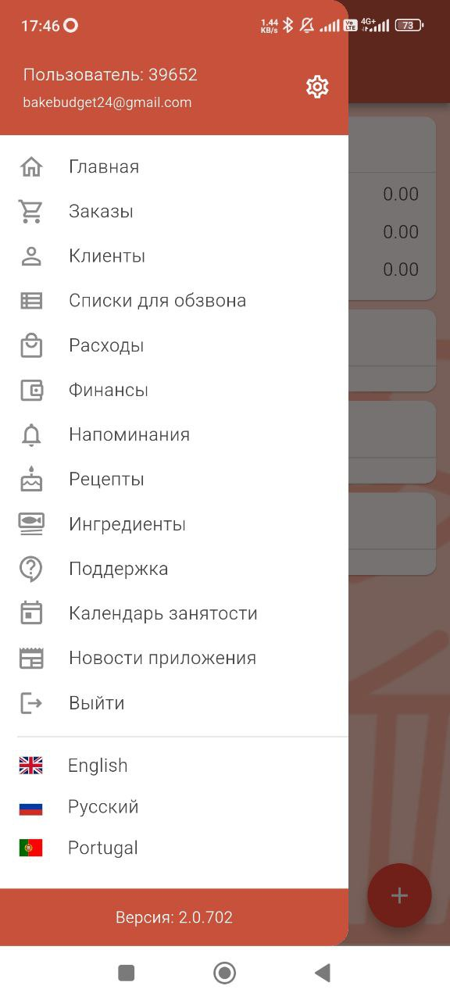 17:46
1.44 KB/s
Vo LTE
4G+
73
Пользователь: 39652
bakebudget24@gmail.com
Главная
0.00
Заказы
0.00
Клиенты
0.00
Списки для обзвона
Расходы
Финансы
Напоминания
Рецепты
Ингредиенты
Поддержка
Календарь занятости
Новости приложения
Выйти
English
Русский
Portugal
Версия: 2.0.702